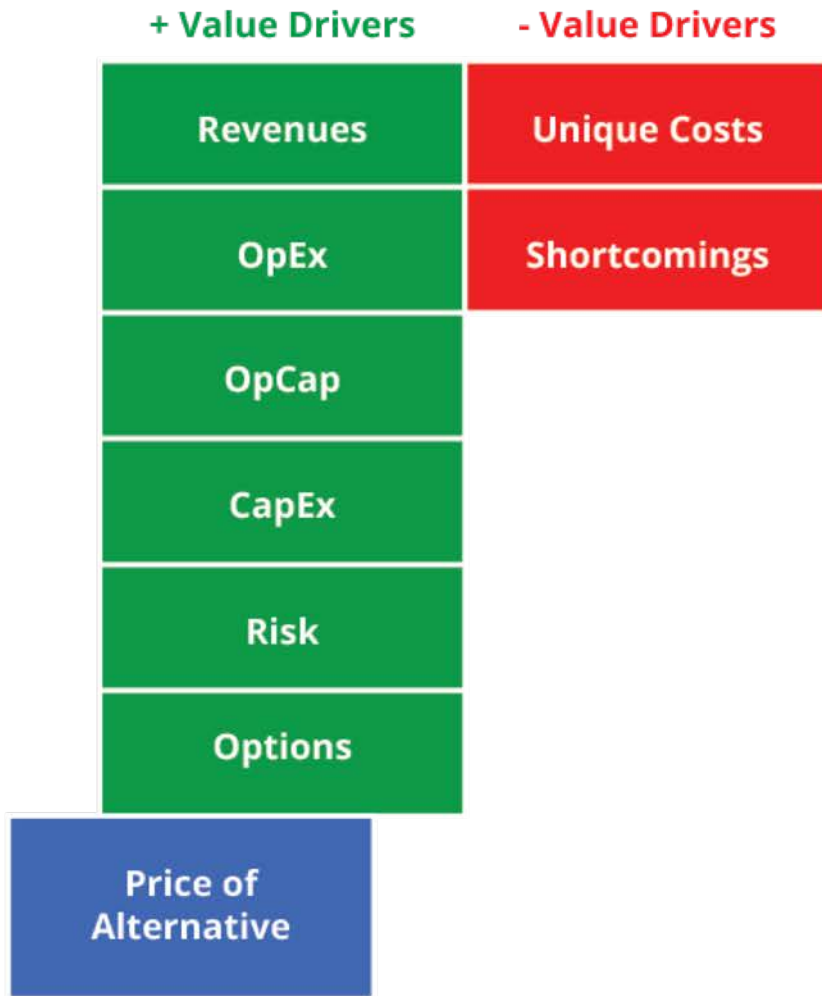 + Value Drivers
- Value Drivers
Revenues
Unique Costs
OpEx
Shortcomings
OpCap
CapEx
Risk
Options
Price of
Alternative